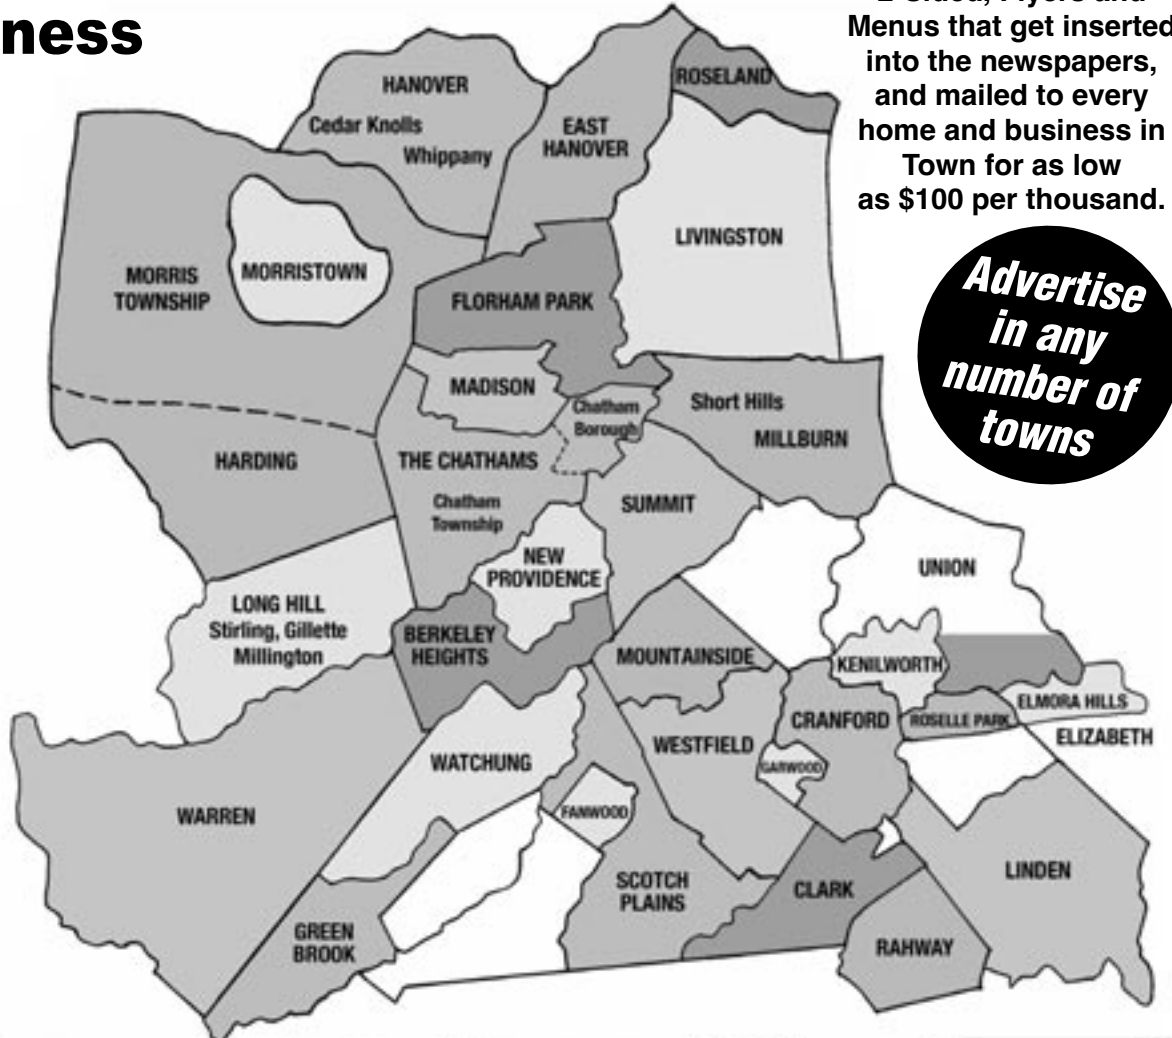 ness
Menus that get inserted
into the newspapers,
and mailed to every
home and business in
Town for as low
as $100 per thousand.
Advertise
in any
number of
towns
HANOVER
Cedar Knolls
Whippany
EAST
HANOVER
ROSELAND
LIVINGSTON
MORRIS
TOWNSHIP
MORRISTOWN
FLORHAM PARK
MADISON
Chatham
Borough
Short Hills
MILLBURN
HARDING
THE CHATHAMS
Chatham
Township
SUMMIT
NEW
PROVIDENCE
UNION
LONG HILL
Stirling, Gillette
Millington
BERKELEY
HEIGHTS
MOUNTAINSIDE
KENILWORTH
ELMORA HILLS
ROSELLE PARK
ELIZABETH
CRANFORD
WESTFIELD
GARWOOD
WATCHUNG
WARREN
FANWOOD
SCOTCH
PLAINS
CLARK
LINDEN
GREEN
BROOK
RAHWAY